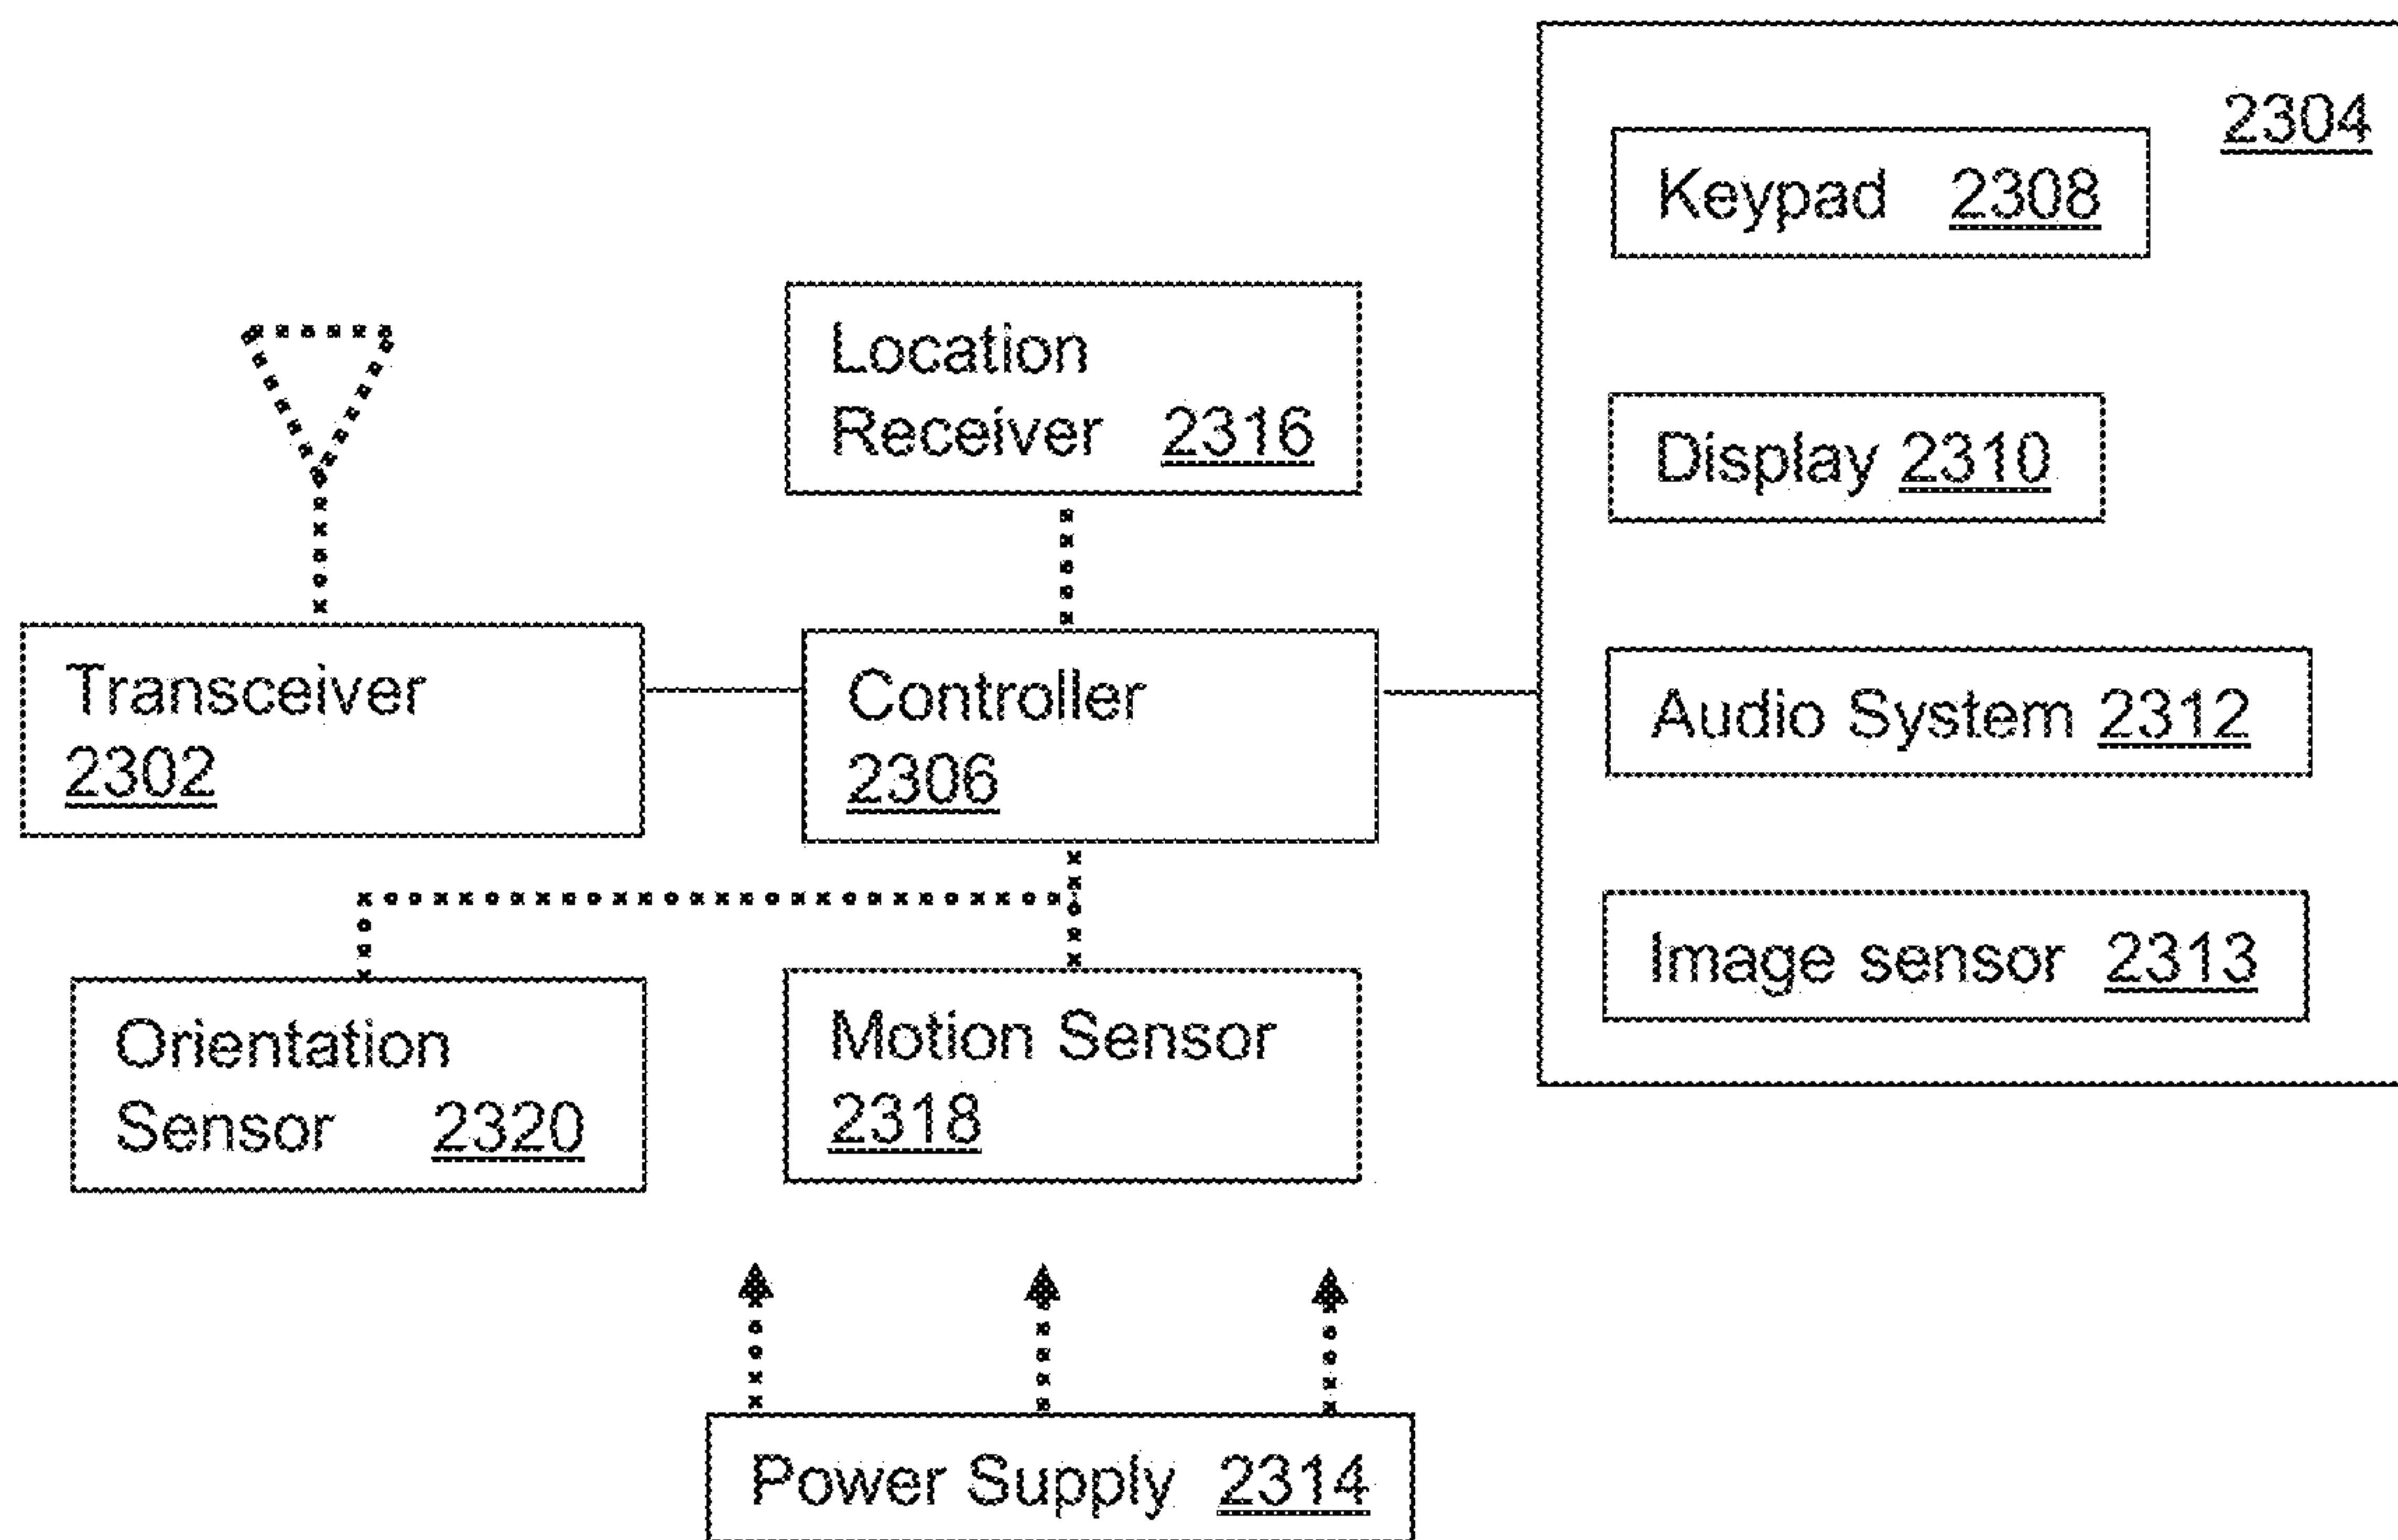 2304
Keypad 2308
Location
Receiver 2316
Display 2310
Transceiver
2302
Controller
2306
Audio System 2312
Image sensor 2313
Orientation
Sensor 2320
Motion Sensor
2318
Power Supply 2314